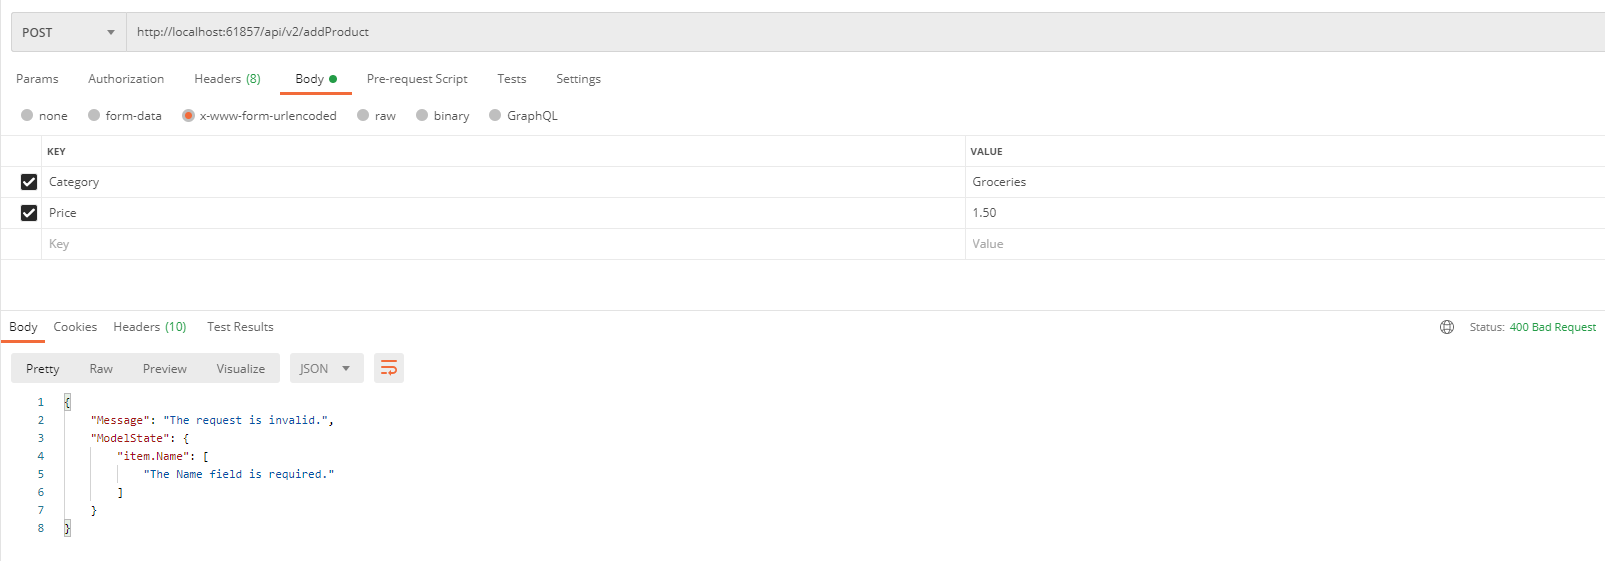 POST http://localhost:61857/api/v2/addProduct
Params Authorization Headers (8) Body Pre-request Script Tests Settings
none form-data x-www-form-urlencoded raw binary GraphQL
KEY VALUE
Category Groceries
Price 1.50
Key Value
Body Cookies Headers (10) Test Results Status: 400 Bad Request
Pretty Raw Preview Visualize JSON
1 {
2 "Message": "The request is invalid.",
3 "ModelState": {
4 "item.Name": [
5 "The Name field is required."
6 ]
7 }
8 }